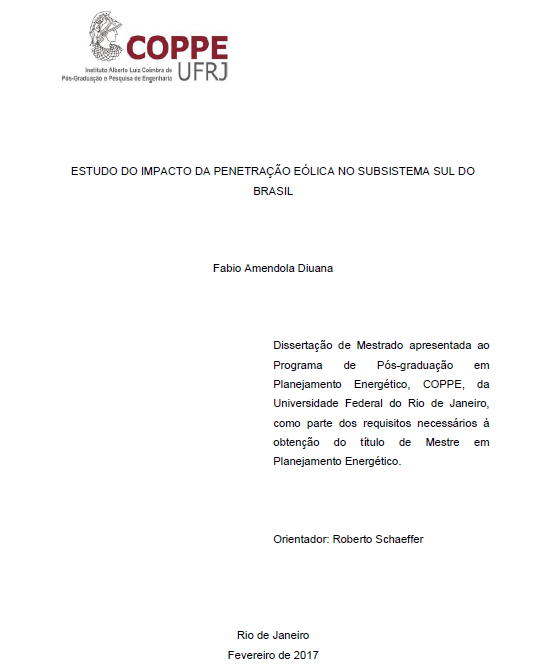 COPPE
UFRJ
Instituto Alberto Luiz Coimbra de
Pós-Graduação e Pesquisa de Engenharia
ESTUDO DO IMPACTO DA PENETRAÇÃO EÓLICA NO SUBSISTEMA SUL DO
BRASIL
Fabio Amendola Diuana
Dissertação de Mestrado apresentada ao
Programa de Pós-graduação em
Planejamento Energético, COPPE, da
Universidade Federal do Rio de Janeiro,
como parte dos requisitos necessários à
obtenção do título de Mestre em
Planejamento Energético.
Orientador: Roberto Schaeffer
Rio de Janeiro
Fevereiro de 2017